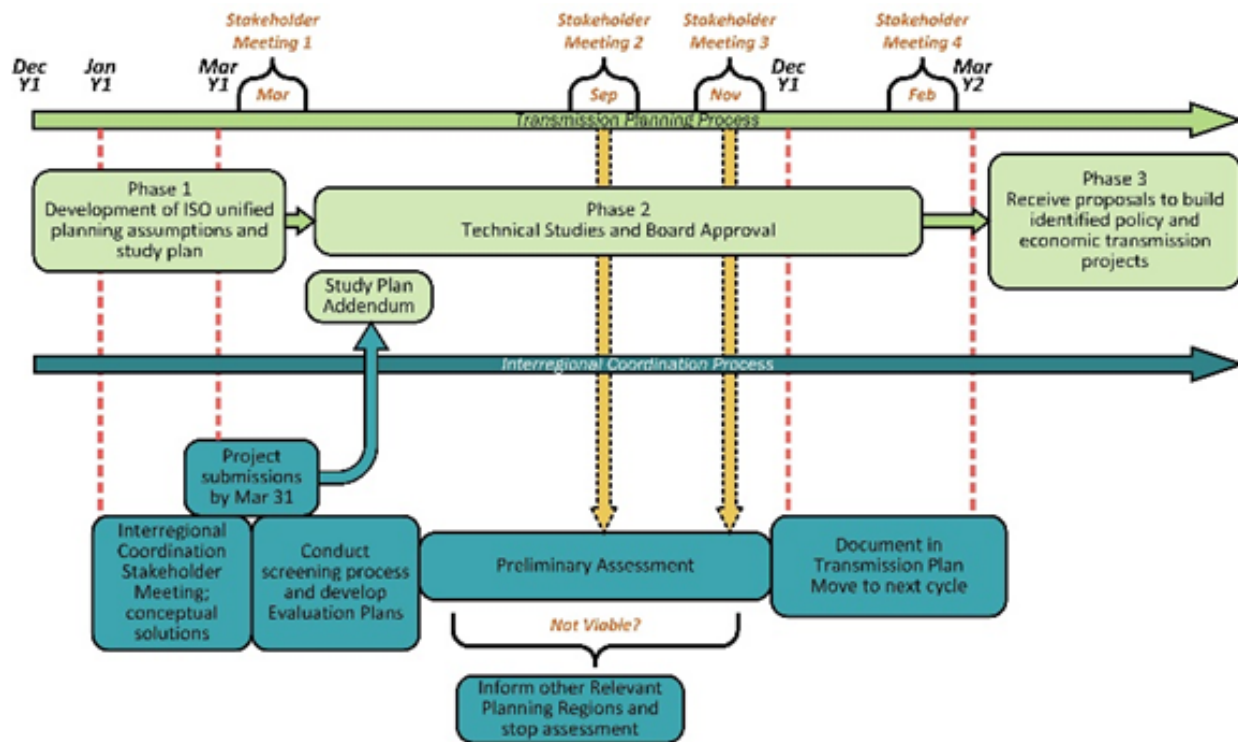 Stakeholder
Meeting 1
Stakeholder
Meeting 2
Stakeholder
Meeting 3
Stakeholder
Meeting 4
Dec
Y1
Jan
Y1
Mar
Y1
Mar
Sep
Nov
Dec
Y1
Feb
Mar
Y2
Transmission Planning Process
Phase 1
Development of ISO unified
planning assumptions and
study plan
Phase 2
Technical Studies and Board Approval
Phase 3
Receive proposals to build
identified policy and
economic transmission
projects
Study Plan
Addendum
Interregional Coordination Process
Project
submissions
by Mar 31
Interregional
Coordination
Stakeholder
Meeting;
conceptual
solutions
Conduct
screening process
and develop
Evaluation Plans
Preliminary Assessment
Document in
Transmission Plan
Move to next cycle
Not Viable?
Inform other Relevant
Planning Regions and
stop assessment